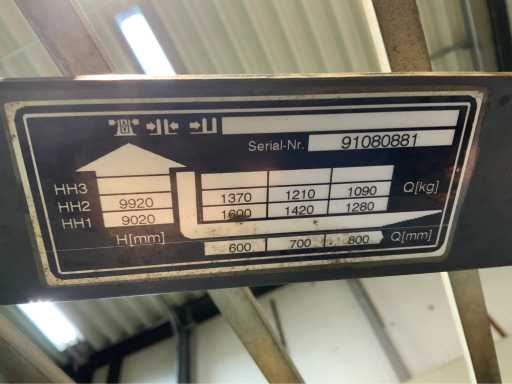 Serial-Nr. 91080881
HH3
HH2 9920 1370 1210 1090 Q[kg]
HH1 9020 1600 1420 1280
H[mm] 600 700 800 Q[mm]